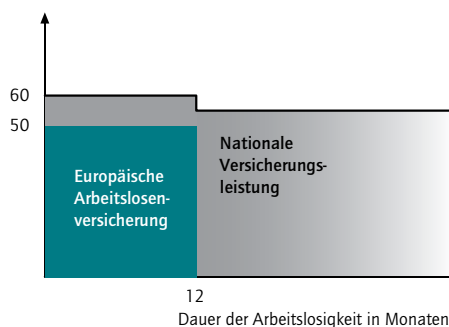 60
50
Europäische
Arbeitslosen-
versicherung
Nationale
Versicherungs-
leistung
12
Dauer der Arbeitslosigkeit in Monaten